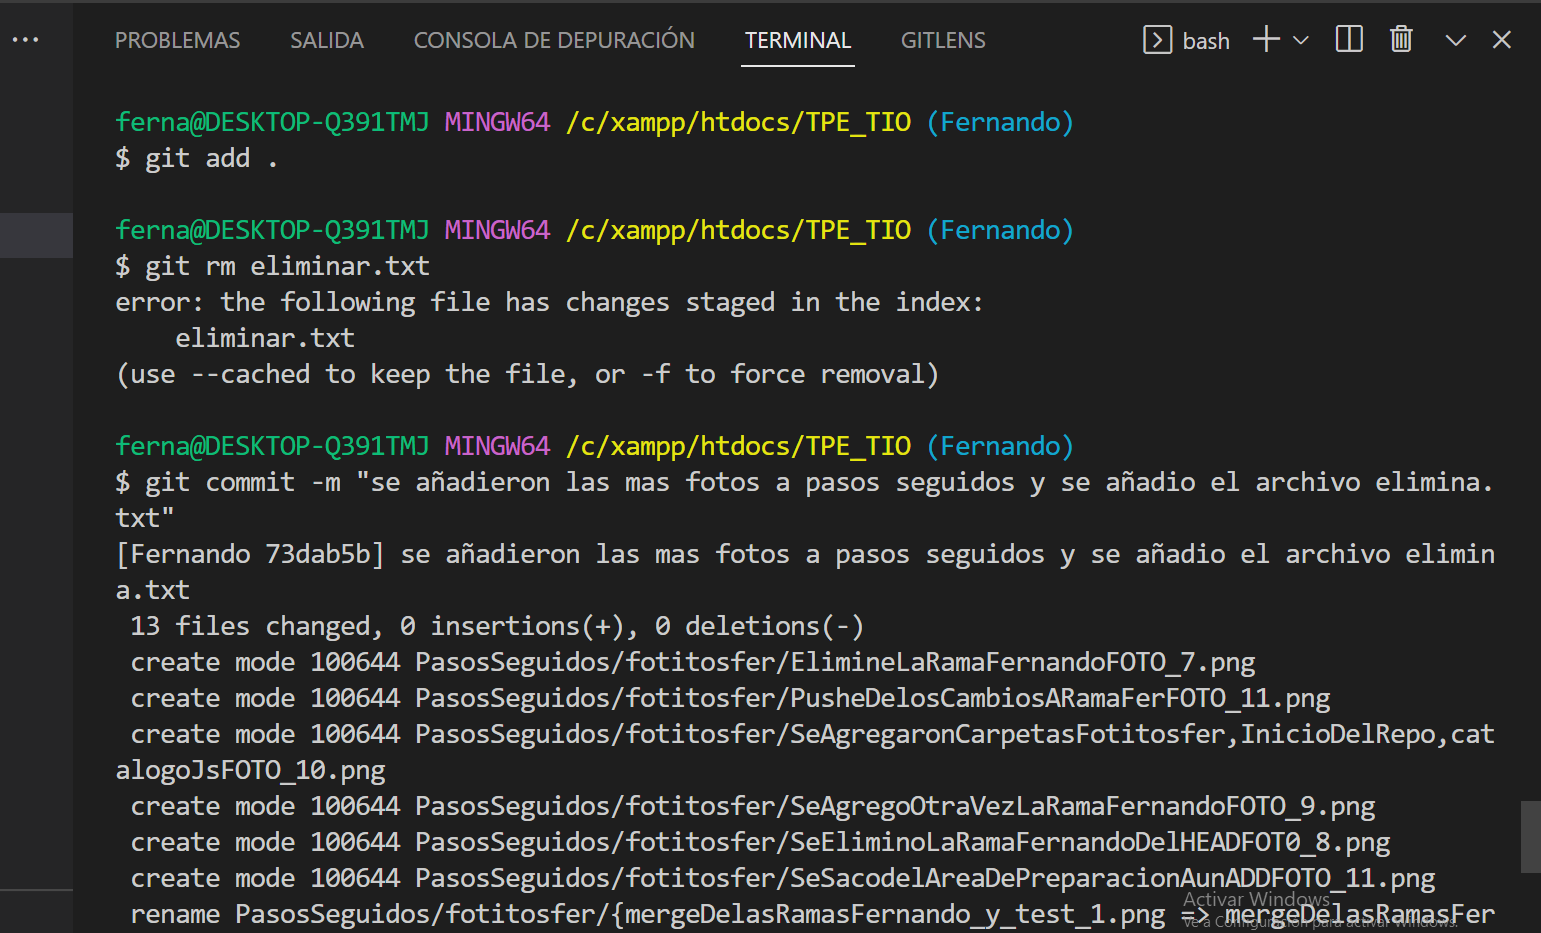 PROBLEMAS SALIDA CONSOLA DE DEPURACIÓN TERMINAL GITLENS bash
ferna@DESKTOP-Q391TMJ MINGW64 /c/xampp/htdocs/TPE_TIO (Fernando)
$ git add .
ferna@DESKTOP-Q391TMJ MINGW64 /c/xampp/htdocs/TPE_TIO (Fernando)
$ git rm eliminar.txt
error: the following file has changes staged in the index:
    eliminar.txt
(use --cached to keep the file, or -f to force removal)
ferna@DESKTOP-Q391TMJ MINGW64 /c/xampp/htdocs/TPE_TIO (Fernando)
$ git commit -m "se añadieron las mas fotos a pasos seguidos y se añadio el archivo elimina.
txt"
[Fernando 73dab5b] se añadieron las mas fotos a pasos seguidos y se añadio el archivo elimin
a.txt
 13 files changed, 0 insertions(+), 0 deletions(-)
 create mode 100644 PasosSeguidos/fotitosfer/ElimineLaRamaFernandoFOTO_7.png
 create mode 100644 PasosSeguidos/fotitosfer/PusheDelosCambiosARamaFerFOTO_11.png
 create mode 100644 PasosSeguidos/fotitosfer/SeAgregaronCarpetasFotitosfer,InicioDelRepo,cat
alogoJsFOTO_10.png
 create mode 100644 PasosSeguidos/fotitosfer/SeAgregoOtraVezLaRamaFernandoFOTO_9.png
 create mode 100644 PasosSeguidos/fotitosfer/SeEliminoLaRamaFernandoDelHEADFOT0_8.png
 create mode 100644 PasosSeguidos/fotitosfer/SeSacodelAreaDePreparacionAunADDFOTO_11.png
Activar Windows
 rename PasosSeguidos/fotitosfer/{mergeDelasRamasFernando_y_test_1.png => mergeDelasRamasFer
Ve a Configuración para activar Windows.